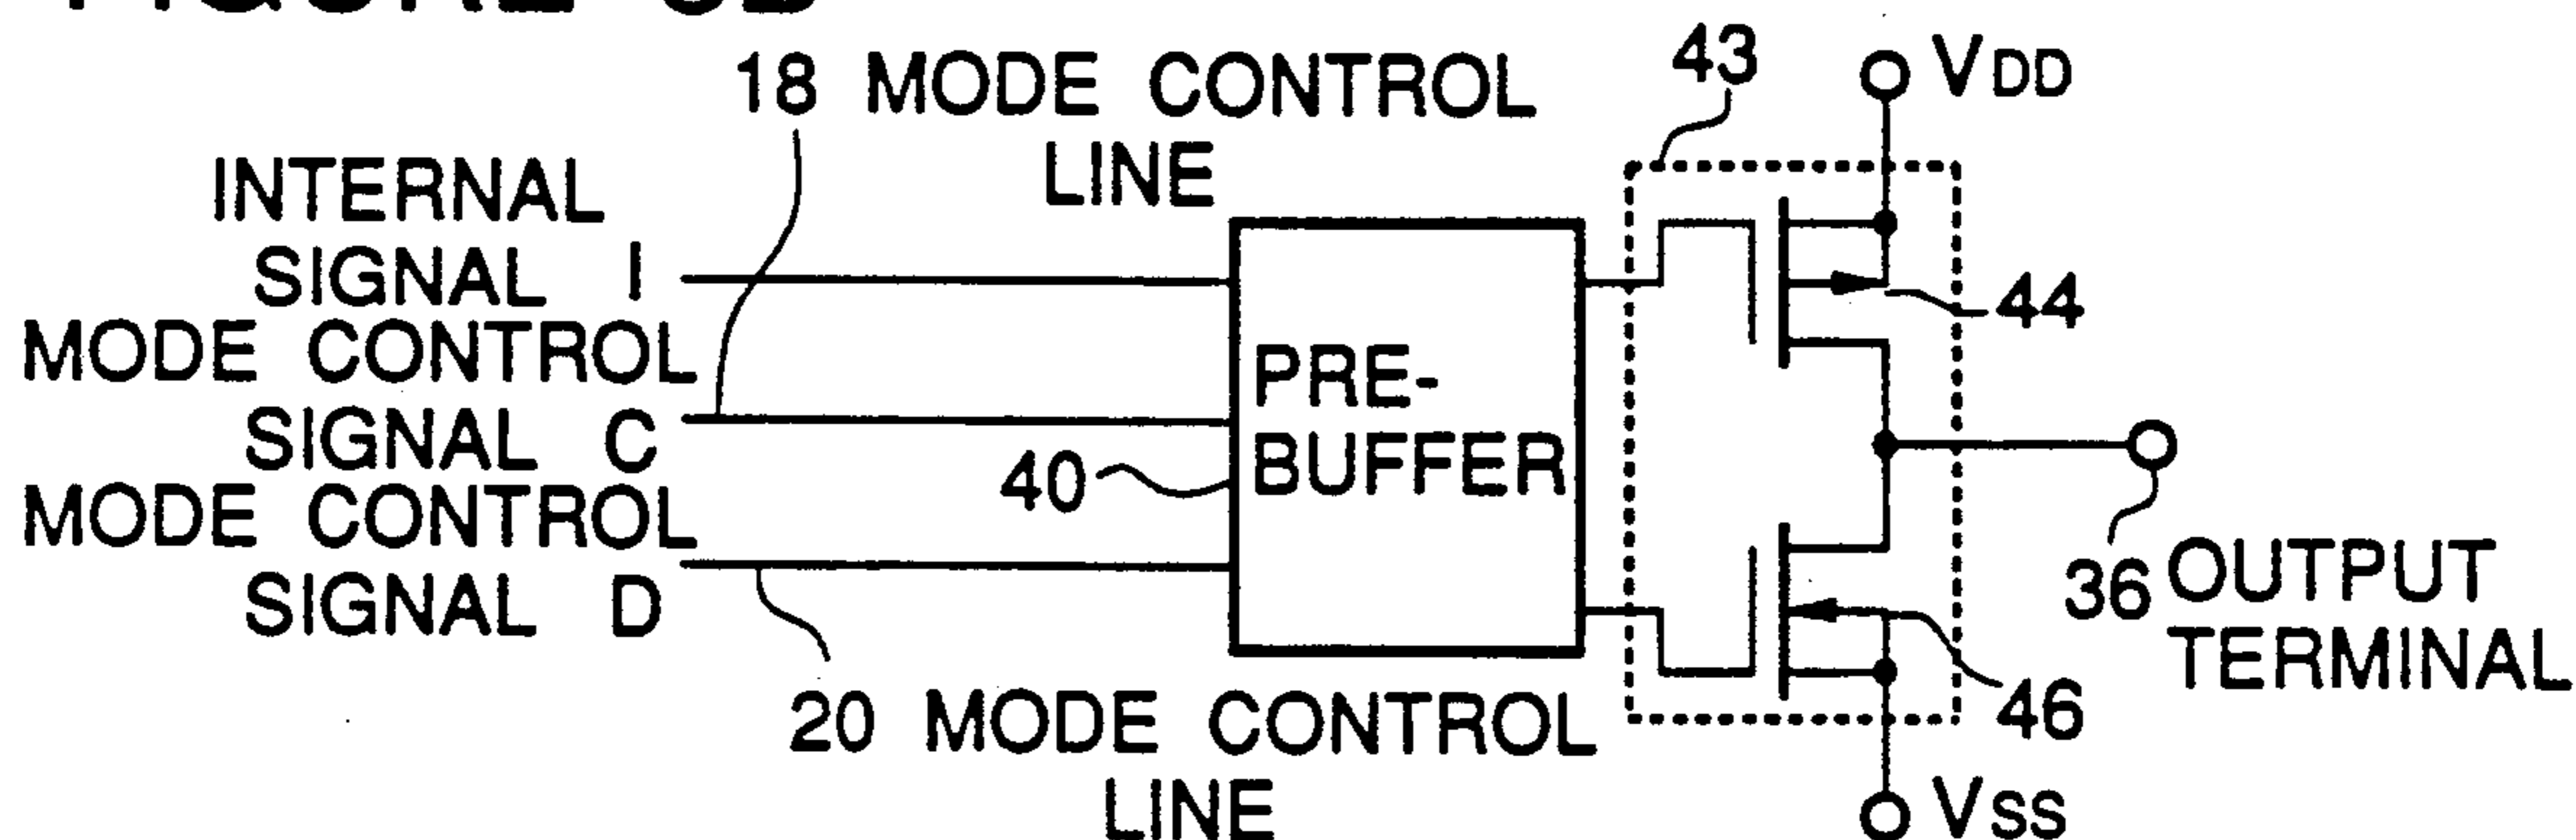 43
VDD
18 MODE CONTROL
LINE
INTERNAL
SIGNAL I
MODE CONTROL
SIGNAL C
MODE CONTROL
SIGNAL D
PRE-
BUFFER
40
44
36 OUTPUT
TERMINAL
46
20 MODE CONTROL
LINE
VSS